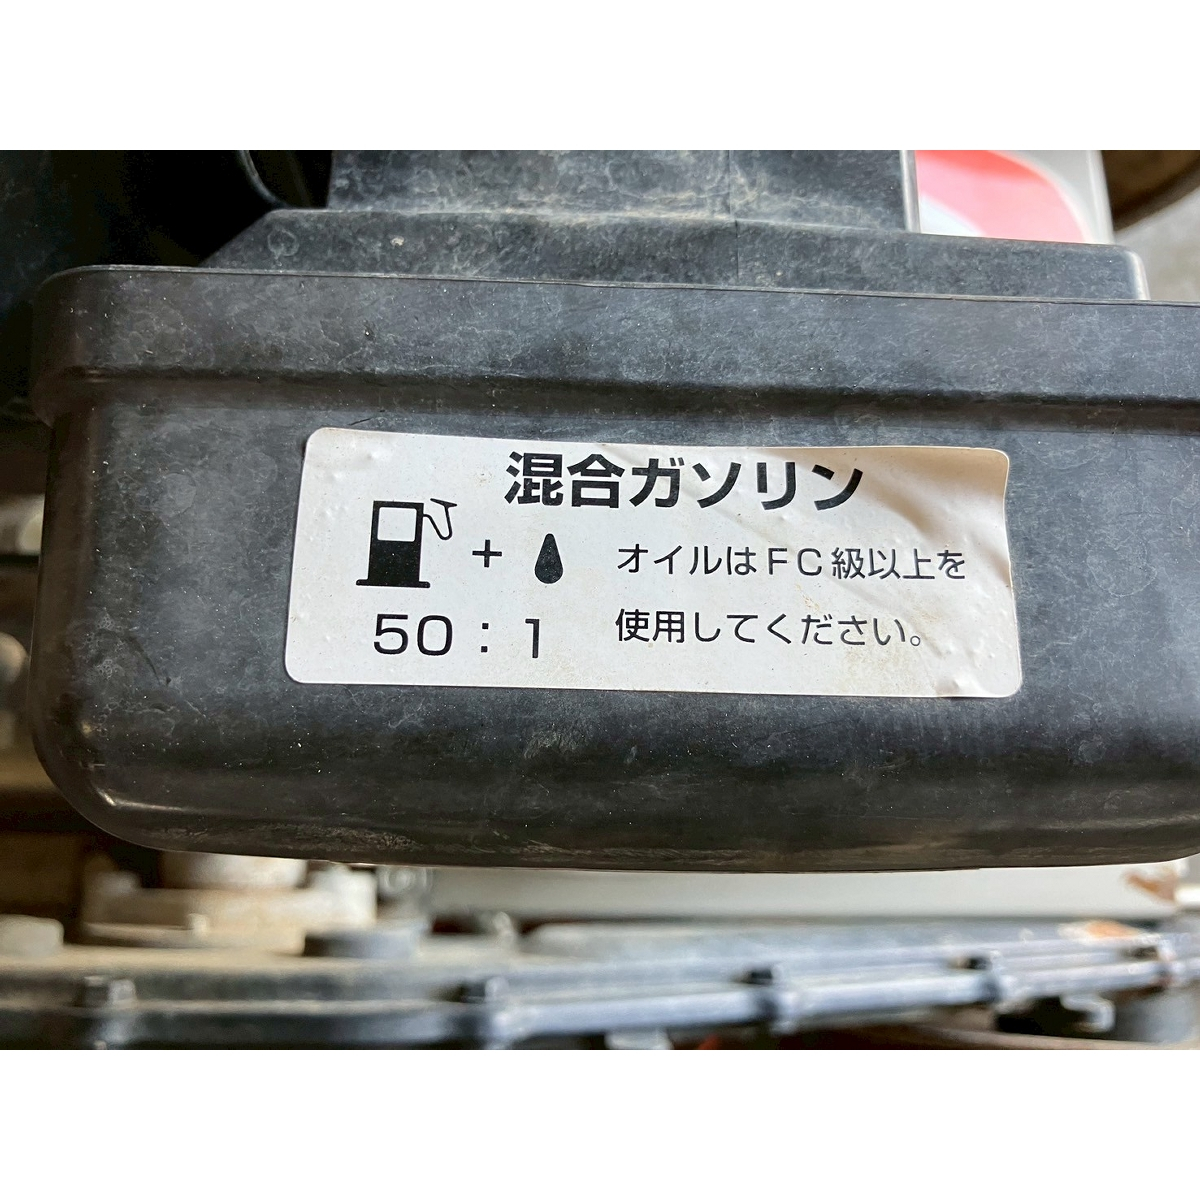 混合ガソリン
+ オイルはFC級以上を
50:1 使用してください。